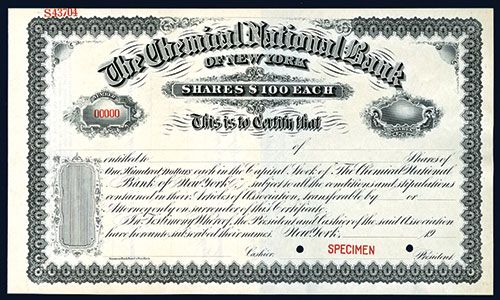 S43704
The Chemical National Bank
OF NEW YORK
SHARES $100 EACH
NUMBER
00000
This is to Certify that
of
entitled to Shares of
One Hundred Dollars each in the Capital Stock of "The Chemical National
Bank of New York," subject to all the conditions and stipulations
contained in their Articles of Association, transferable by or
Attorney only on surrender of this Certificate.
In Testimony Whereof the President and Cashier of the said Association
have hereunto subscribed their names. New York, 19
Cashier. SPECIMEN President.